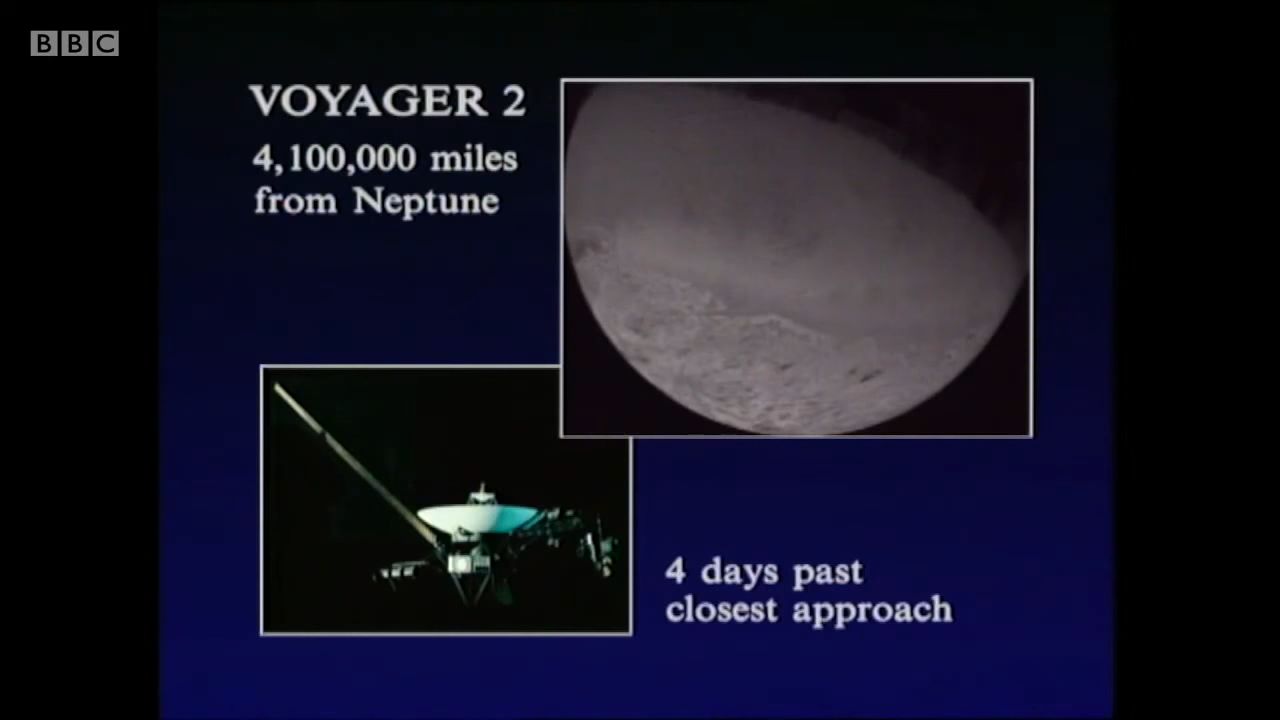 BBC
VOYAGER 2
4,100,000 miles
from Neptune
4 days past
closest approach